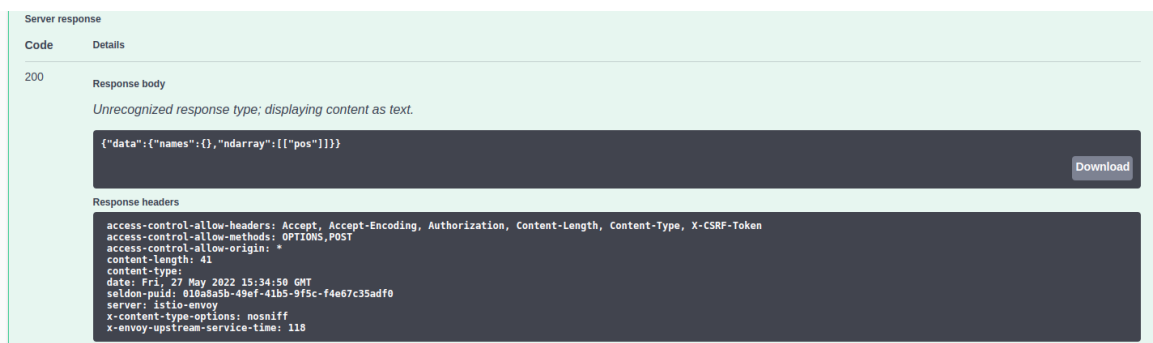 Server response
Code Details
200
Response body
Unrecognized response type; displaying content as text.
{"data":{"names":{},"ndarray":[["pos"]]}}
Download
Response headers
access-control-allow-headers: Accept, Accept-Encoding, Authorization, Content-Length, Content-Type, X-CSRF-Token
access-control-allow-methods: OPTIONS,POST
access-control-allow-origin: *
content-length: 41
content-type:
date: Fri, 27 May 2022 15:34:50 GMT
seldon-puid: 010a8a5b-49ef-41b5-9f5c-f4e67c35adf0
server: istio-envoy
x-content-type-options: nosniff
x-envoy-upstream-service-time: 118